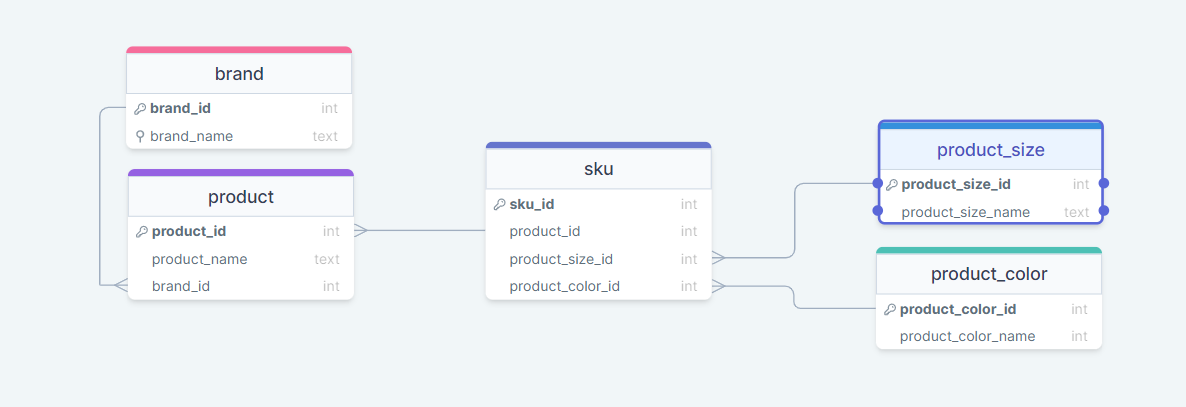 brand
brand_id int
brand_name text
product
product_id int
product_name text
brand_id int
sku
sku_id int
product_id int
product_size_id int
product_color_id int
product_size
product_size_id int
product_size_name text
product_color
product_color_id int
product_color_name int